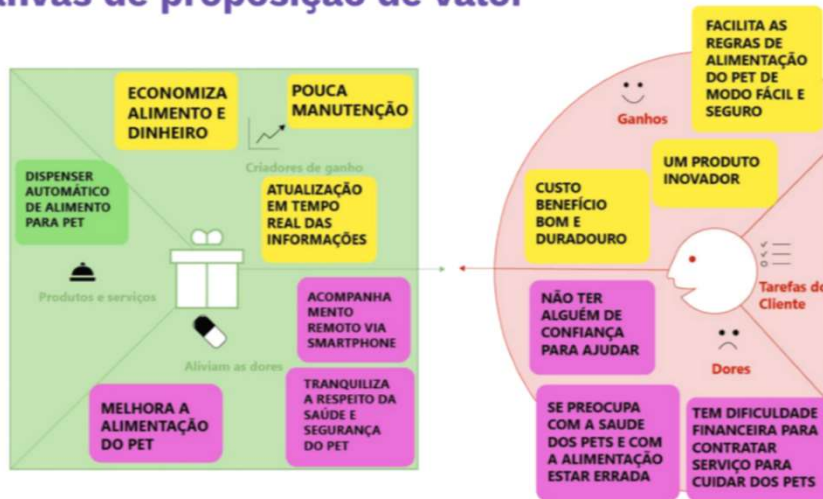 de proposição de valor
ECONOMIZA
ALIMENTO E
DINHEIRO
POUCA
MANUTENÇÃO
Criadores de ganho
DISPENSER
AUTOMÁTICO
DE ALIMENTO
PARA PET
ATUALIZAÇÃO
EM TEMPO
REAL DAS
INFORMAÇÕES
Produtos e serviços
ACOMPANHA
MENTO
REMOTO VIA
SMARTPHONE
Aliviam as dores
MELHORA A
ALIMENTAÇÃO
DO PET
TRANQUILIZA
A RESPEITO DA
SAÚDE E
SEGURANÇA
DO PET
FACILITA AS
REGRAS DE
ALIMENTAÇÃO
DO PET DE
MODO FÁCIL E
SEGURO
Ganhos
UM PRODUTO
INOVADOR
CUSTO
BENEFÍCIO
BOM E
DURADOURO
Tarefas de
Cliente
NÃO TER
ALGUÉM DE
CONFIANÇA
PARA AJUDAR
Dores
SE PREOCUPA
COM A SAUDE
DOS PETS E COM
A ALIMENTAÇÃO
ESTAR ERRADA
TEM DIFICULDADE
FINANCEIRA PARA
CONTRATAR
SERVIÇO PARA
CUIDAR DOS PETS